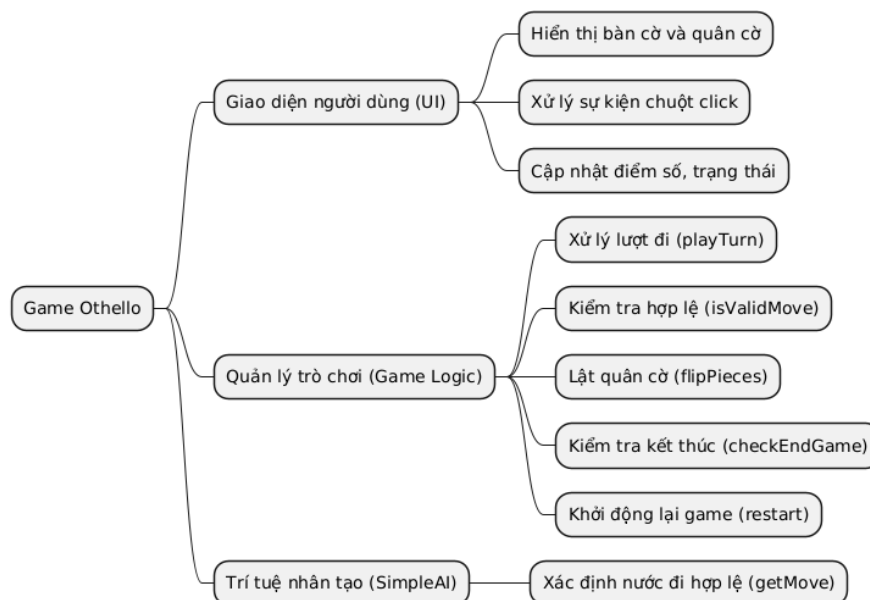 Game Othello
Giao diện người dùng (UI)
Hiển thị bàn cờ và quân cờ
Xử lý sự kiện chuột click
Cập nhật điểm số, trạng thái
Quản lý trò chơi (Game Logic)
Xử lý lượt đi (playTurn)
Kiểm tra hợp lệ (isValidMove)
Lật quân cờ (flipPieces)
Kiểm tra kết thúc (checkEndGame)
Khởi động lại game (restart)
Trí tuệ nhân tạo (SimpleAI)
Xác định nước đi hợp lệ (getMove)